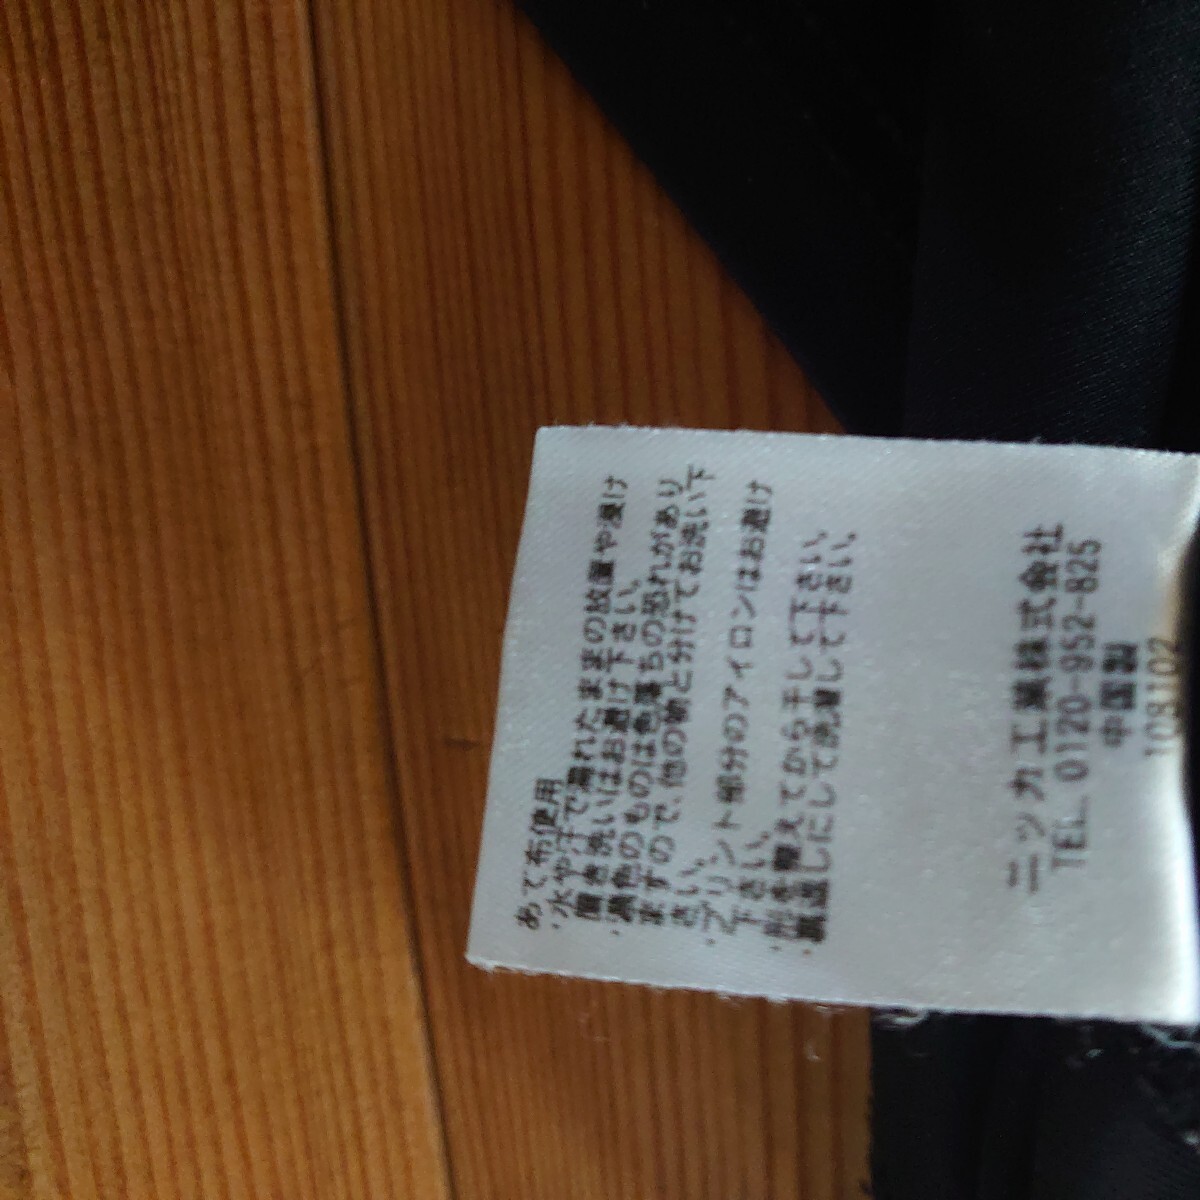 あて布使用
・水や汗で濡れたままの放置や浸け
置き洗いはお避け下さい。
・濃色のものは色落ちの恐れがあり
ますので、他の物と分けてお洗い下
さい。
・プリント部分のアイロンはお避け
下さい。
・形を整えてから干して下さい。
・裏返しにして洗濯して下さい。
ニッカ工業株式会社
TEL. 0120-952-825
中国製
108102